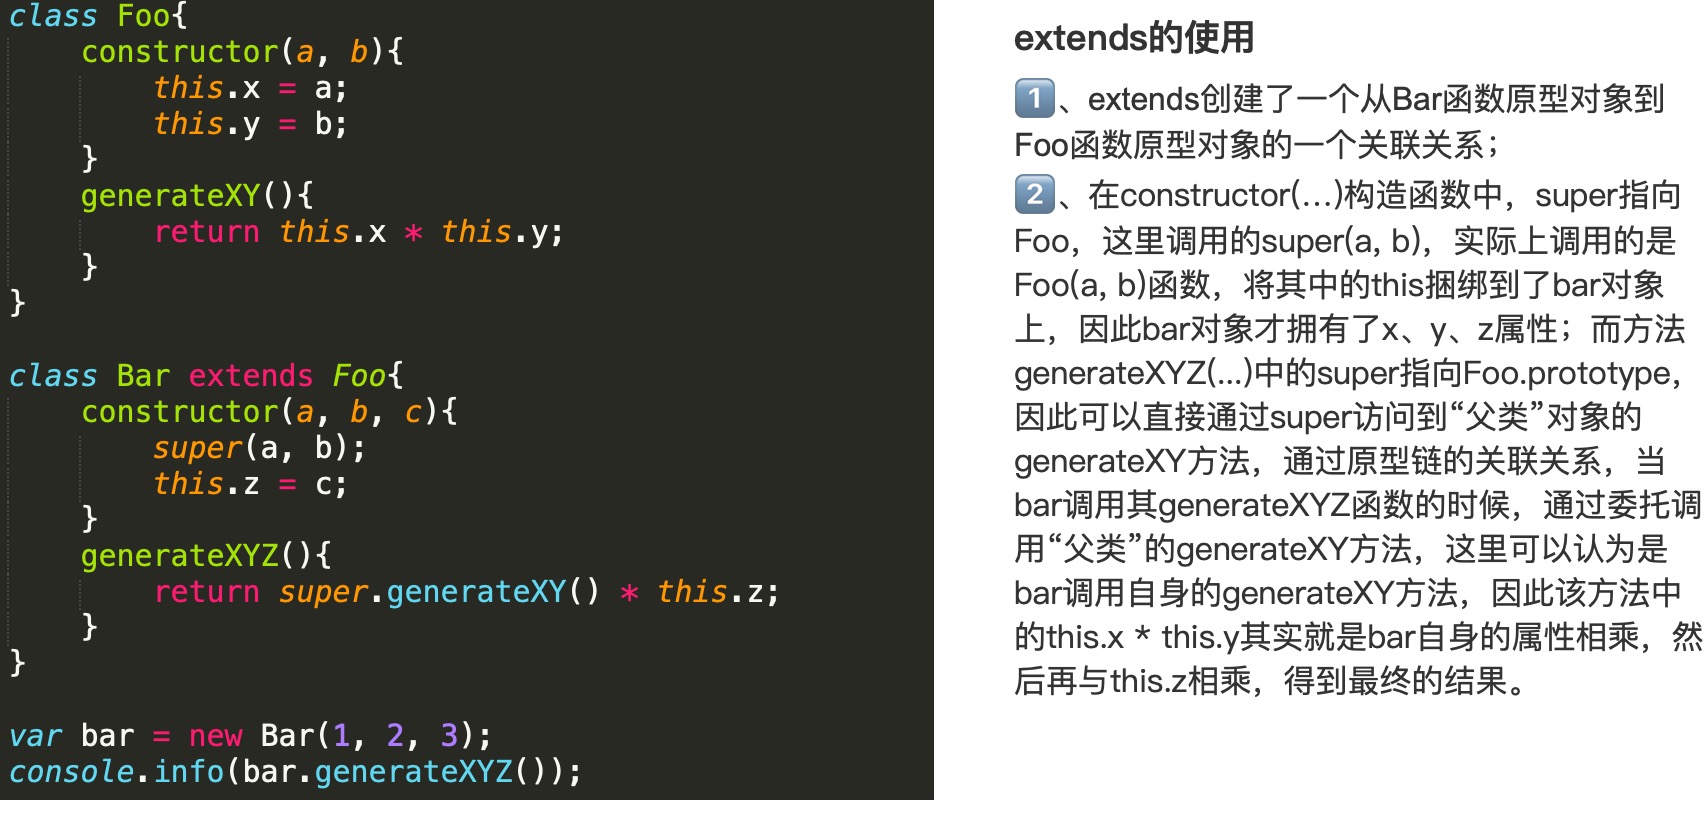 class Foo{
    constructor(a, b){
        this.x = a;
        this.y = b;
    }
    generateXY(){
        return this.x * this.y;
    }
}

class Bar extends Foo{
    constructor(a, b, c){
        super(a, b);
        this.z = c;
    }
    generateXYZ(){
        return super.generateXY() * this.z;
    }
}

var bar = new Bar(1, 2, 3);
console.info(bar.generateXYZ());

extends的使用
1️⃣、extends创建了一个从Bar函数原型对象到
Foo函数原型对象的一个关联关系；
2️⃣、在constructor(…)构造函数中，super指向
Foo，这里调用的super(a, b)，实际上调用的是
Foo(a, b)函数，将其中的this捆绑到了bar对象
上，因此bar对象才拥有了x、y、z属性；而方法
generateXYZ(...)中的super指向Foo.prototype，
因此可以直接通过super访问到“父类”对象的
generateXY方法，通过原型链的关联关系，当
bar调用其generateXYZ函数的时候，通过委托调
用“父类”的generateXY方法，这里可以认为是
bar调用自身的generateXY方法，因此该方法中
的this.x * this.y其实就是bar自身的属性相乘，然
后再与this.z相乘，得到最终的结果。